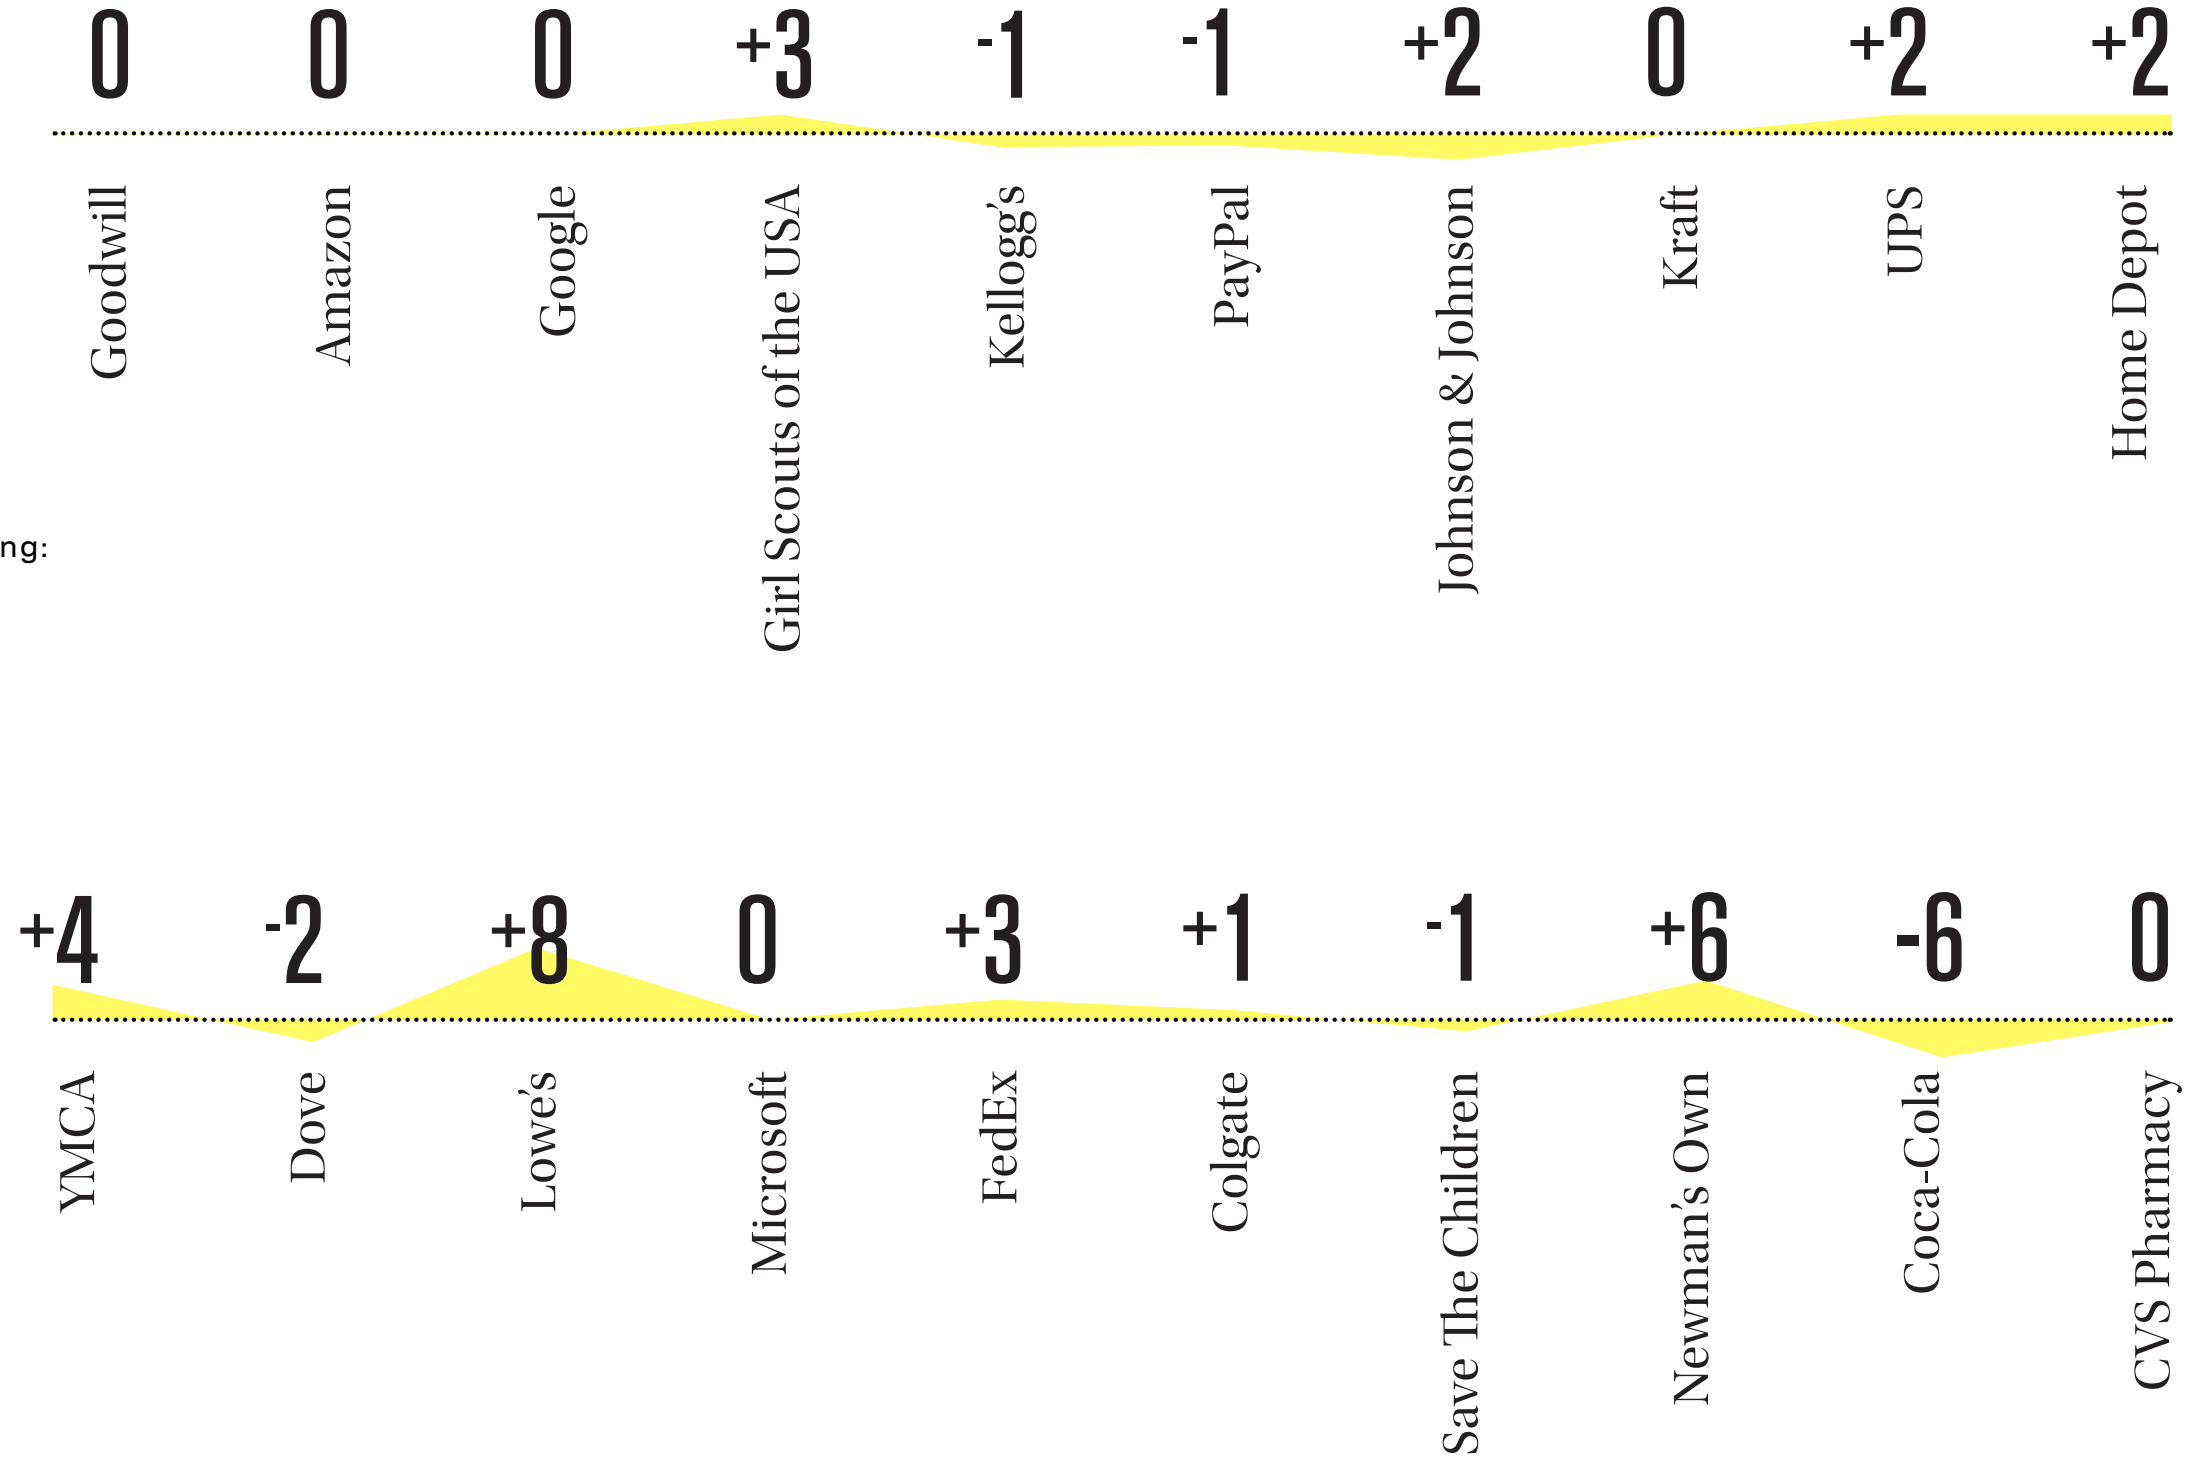 0 0 0 +3 -1 -1 +2 0 +2 +2
Goodwill
Amazon
Google
Girl Scouts of the USA
Kellogg's
PayPal
Johnson & Johnson
Kraft
UPS
Home Depot
ng:
+4 -2 +8 0 +3 +1 -1 +6 -6 0
YMCA
Dove
Lowe's
Microsoft
FedEx
Colgate
Save The Children
Newman's Own
Coca-Cola
CVS Pharmacy